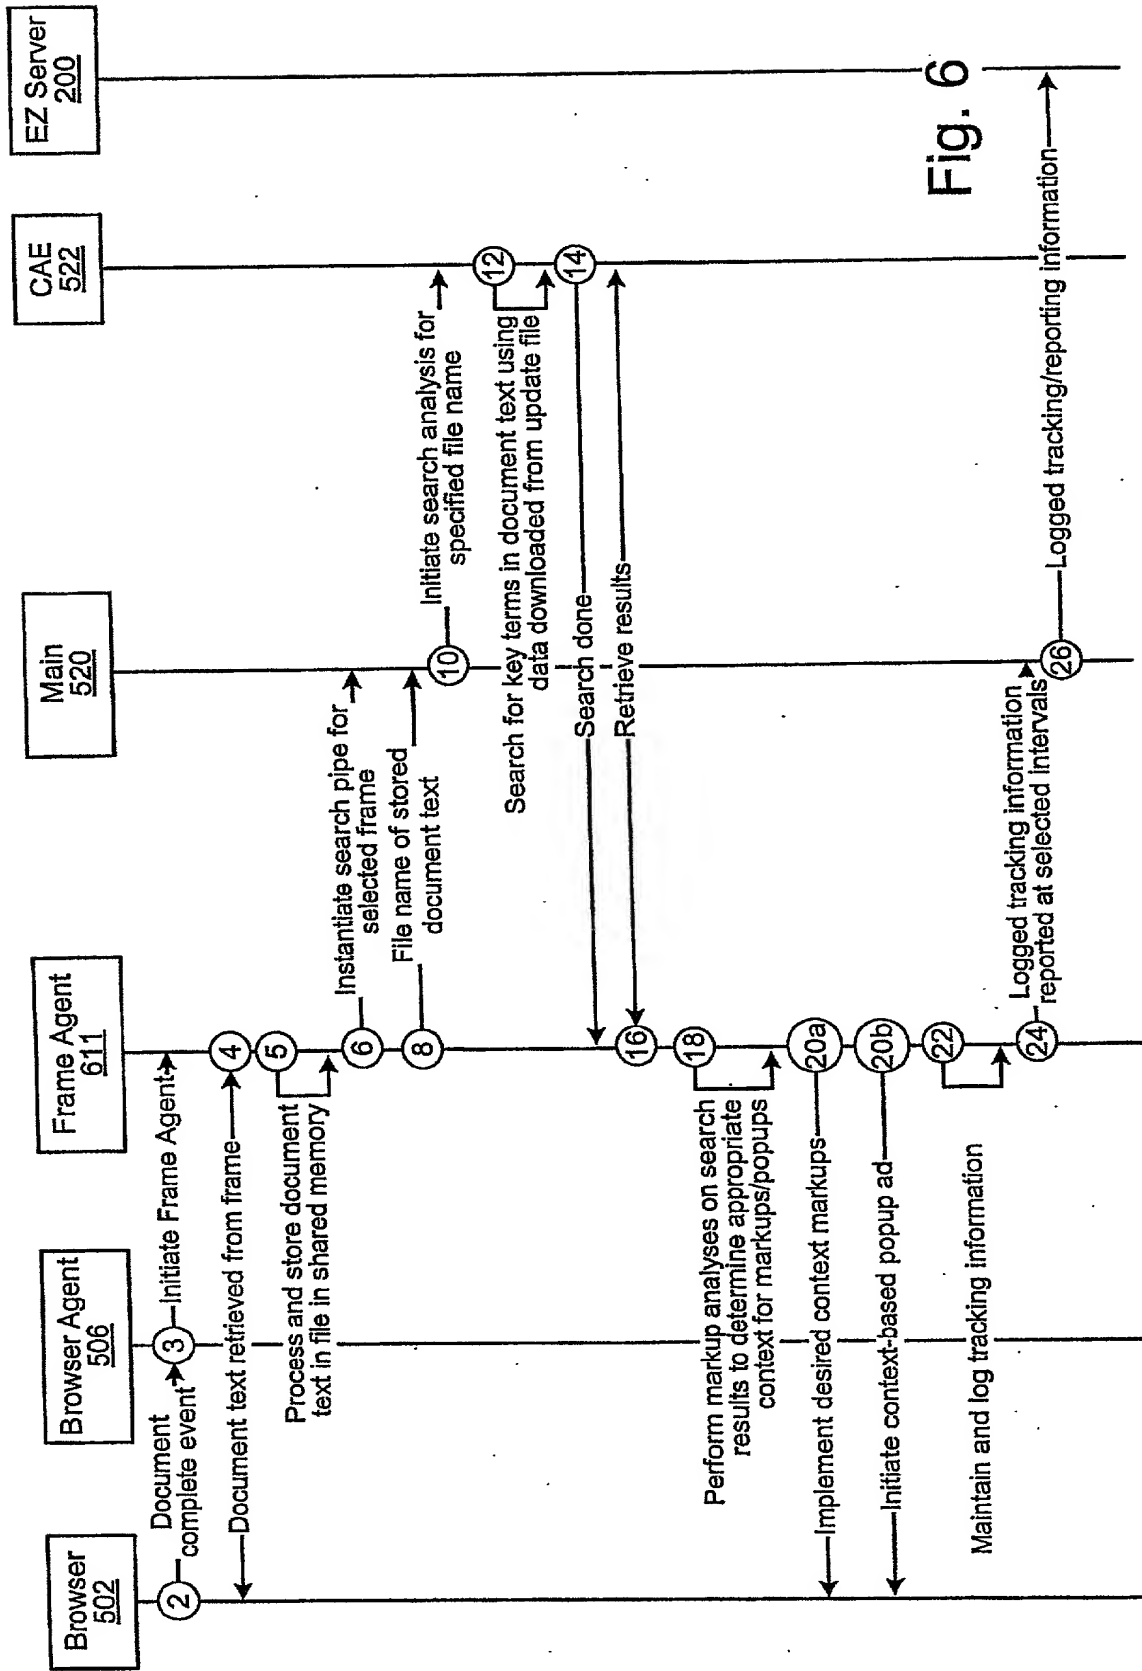 Browser
502
Browser Agent
506
Frame Agent
611
Main
520
CAE
522
EZ Server
200
2
Document
complete event
3
Initiate Frame Agent
4
Document text retrieved from frame
5
Process and store document
text in file in shared memory
6
Instantiate search pipe for
selected frame
8
File name of stored
document text
10
Initiate search analysis for
specified file name
12
Search for key terms in document text using
data downloaded from update file
14
Search done
16
Retrieve results
18
Perform markup analyses on search
results to determine appropriate
context for markups/popups
20a
Implement desired context markups
20b
Initiate context-based popup ad
22
Maintain and log tracking information
24
Logged tracking information
reported at selected intervals
26
Logged tracking/reporting information
Fig. 6